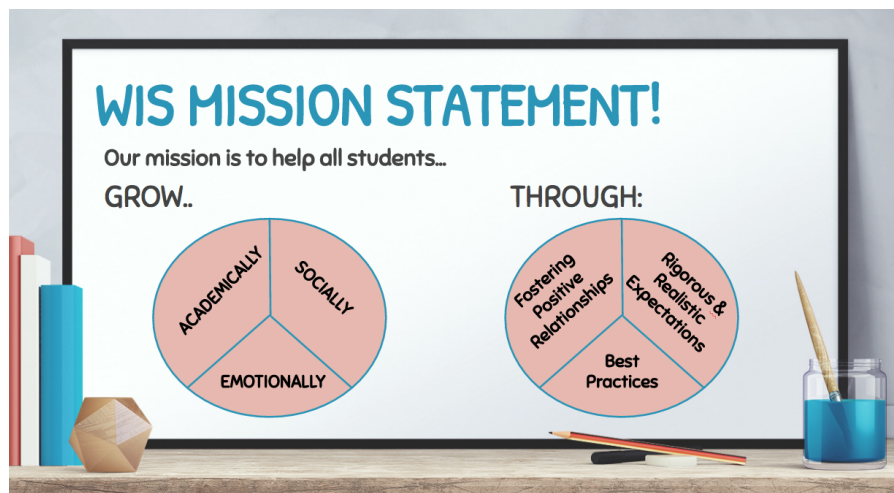 WIS MISSION STATEMENT!
Our mission is to help all students...
GROW..
ACADEMICALLY
SOCIALLY
EMOTIONALLY
THROUGH:
Fostering
Positive
Relationships
Rigorous &
Realistic
Expectations
Best
Practices